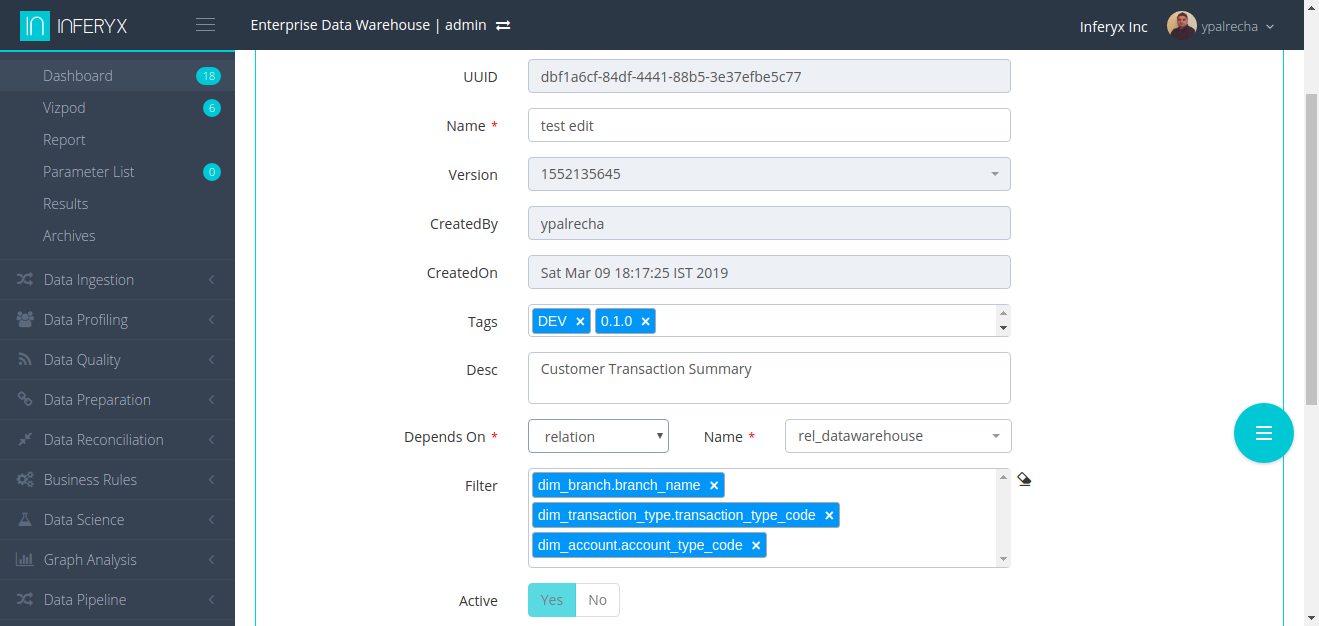 INFERYX
Enterprise Data Warehouse | admin
Inferyx Inc
ypalrecha
Dashboard 18
Vizpod 6
Report
Parameter List 0
Results
Archives
Data Ingestion
Data Profiling
Data Quality
Data Preparation
Data Reconciliation
Business Rules
Data Science
Graph Analysis
Data Pipeline
UUID dbf1a6cf-84df-4441-88b5-3e37efbe5c77
Name * test edit
Version 1552135645
CreatedBy ypalrecha
CreatedOn Sat Mar 09 18:17:25 IST 2019
Tags DEV × 0.1.0 ×
Desc Customer Transaction Summary
Depends On * relation Name * rel_datawarehouse
Filter dim_branch.branch_name ×
dim_transaction_type.transaction_type_code ×
dim_account.account_type_code ×
Active Yes No